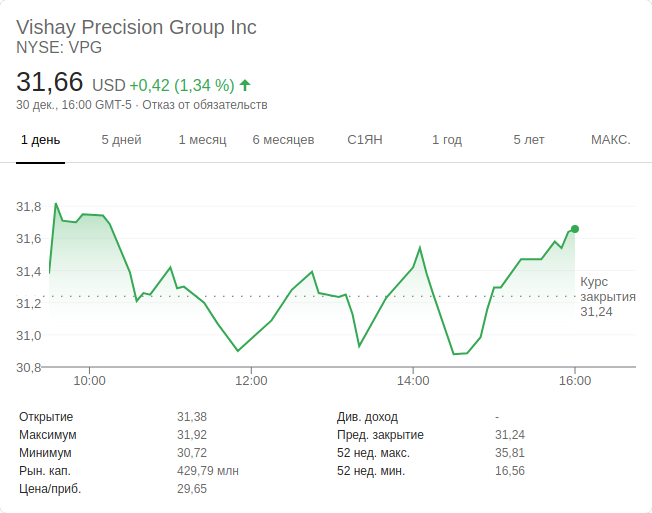 Vishay Precision Group Inc
NYSE: VPG
31,66 USD +0,42 (1,34 %)
30 дек., 16:00 GMT-5 · Отказ от обязательств
1 день 5 дней 1 месяц 6 месяцев С1ЯН 1 год 5 лет МАКС.
31,8
31,6
31,4
31,2
31,0
30,8
Курс
закрытия
31,24
10:00 12:00 14:00 16:00
Открытие 31,38 Див. доход -
Максимум 31,92 Пред. закрытие 31,24
Минимум 30,72 52 нед. макс. 35,81
Рын. кап. 429,79 млн 52 нед. мин. 16,56
Цена/приб. 29,65